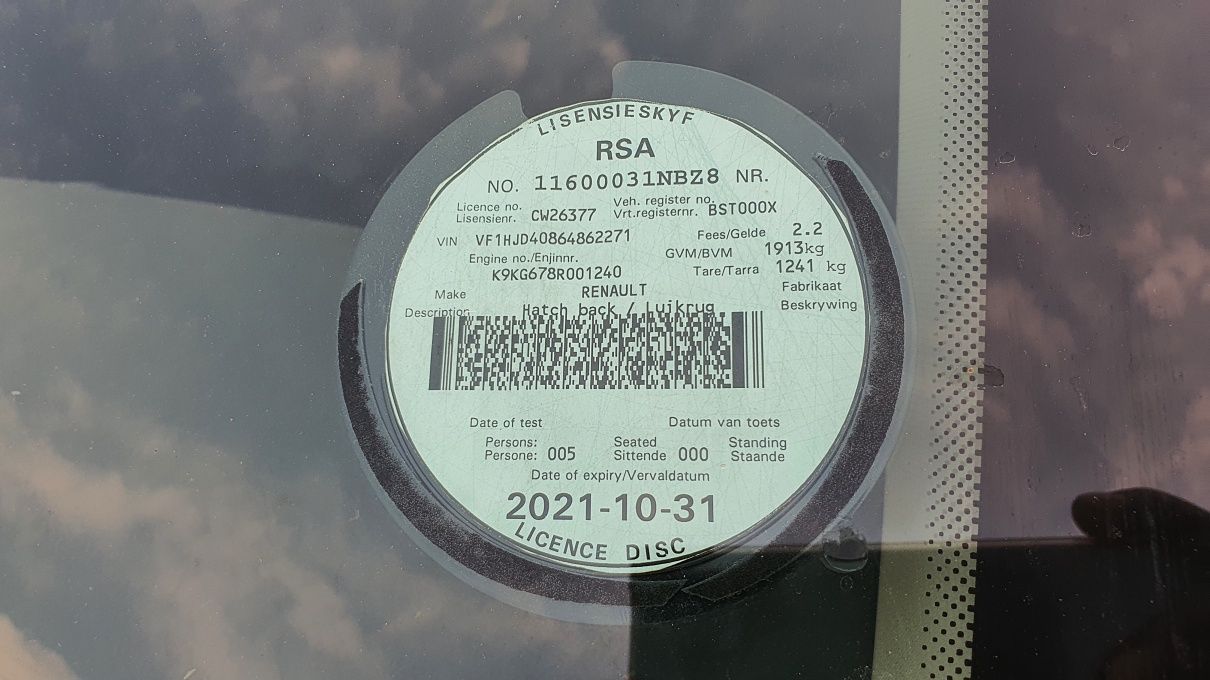 LISENSIESKYF
RSA
NO. 11600031NBZ8 NR.
Licence no. Veh. register no.
Lisensienr. CW26377 Vrt.registernr. BST000X
VIN VF1HJD40864862271 Fees/Gelde 2.2
Engine no./Enjinnr. GVM/BVM 1913kg
K9KG678R001240 Tare/Tarra 1241 kg
Make RENAULT Fabrikaat
Description Hatch back / Luikrug Beskrywing
Date of test Datum van toets
Persons: Seated Standing
Persone: 005 Sittende 000 Staande
Date of expiry/Vervaldatum
2021-10-31
LICENCE DISC